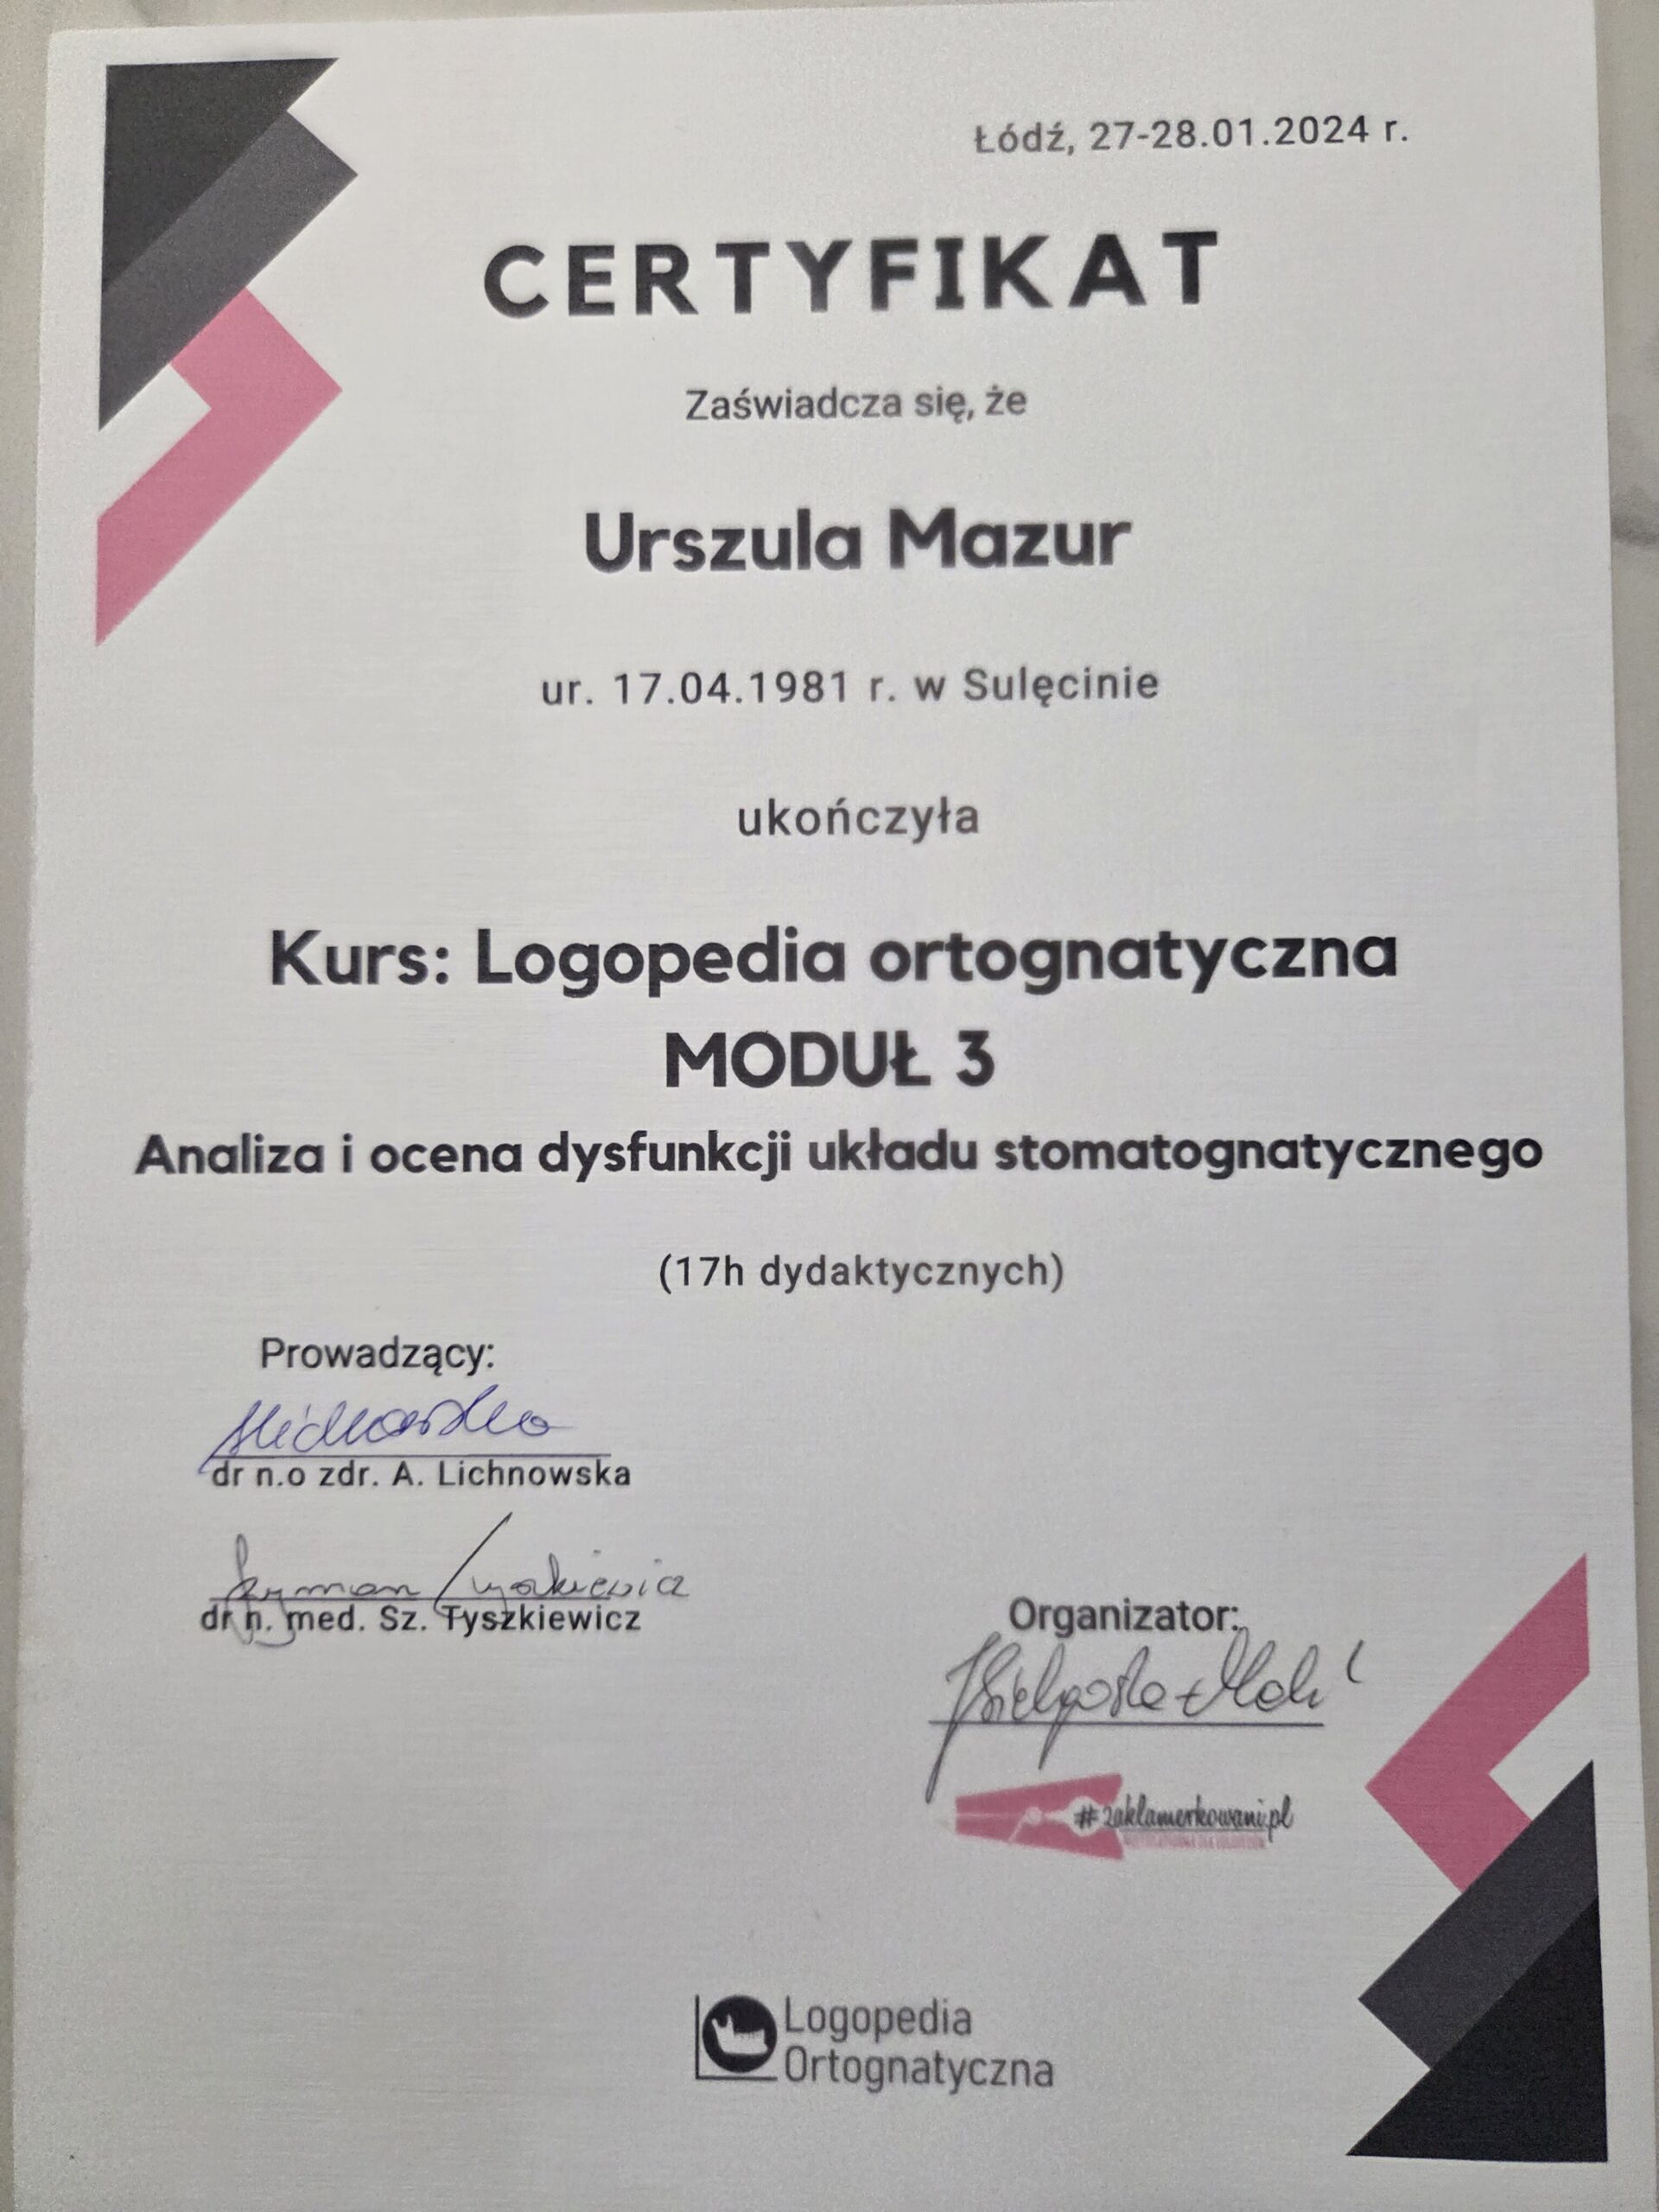 Łódź, 27-28.01.2024 r.
CERTYFIKAT
Zaświadcza się, że
Urszula Mazur
ur. 17.04.1981 r. w Sulęcinie
ukończyła
Kurs: Logopedia ortognatyczna
MODUŁ 3
Analiza i ocena dysfunkcji układu stomatognatycznego
(17h dydaktycznych)
Prowadzący:
dr n.o zdr. A. Lichnowska
dr n. med. Sz. Tyszkiewicz
Organizator:
#zaklamerkowani.pl
Logopedia
Ortognatyczna